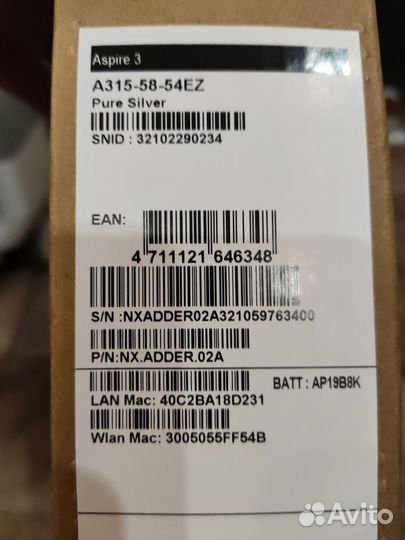 Aspire 3
A315-58-54EZ
Pure Silver
SNID : 32102290234
EAN:
4 711121 646348
S/N :NXADDER02A321059763400
P/N:NX.ADDER.02A
BATT : AP19B8K
LAN Mac: 40C2BA18D231
Wlan Mac: 3005055FF54B
Avito